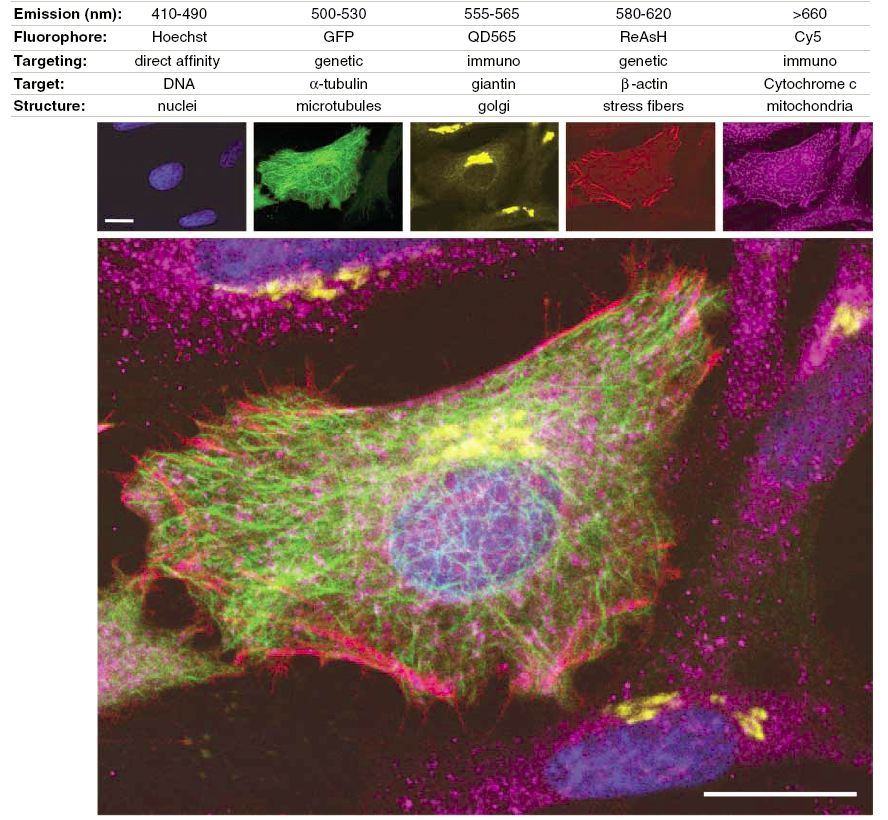 Emission (nm): 410-490 500-530 555-565 580-620 >660
Fluorophore: Hoechst GFP QD565 ReAsH Cy5
Targeting: direct affinity genetic immuno genetic immuno
Target: DNA α-tubulin giantin β-actin Cytochrome c
Structure: nuclei microtubules golgi stress fibers mitochondria